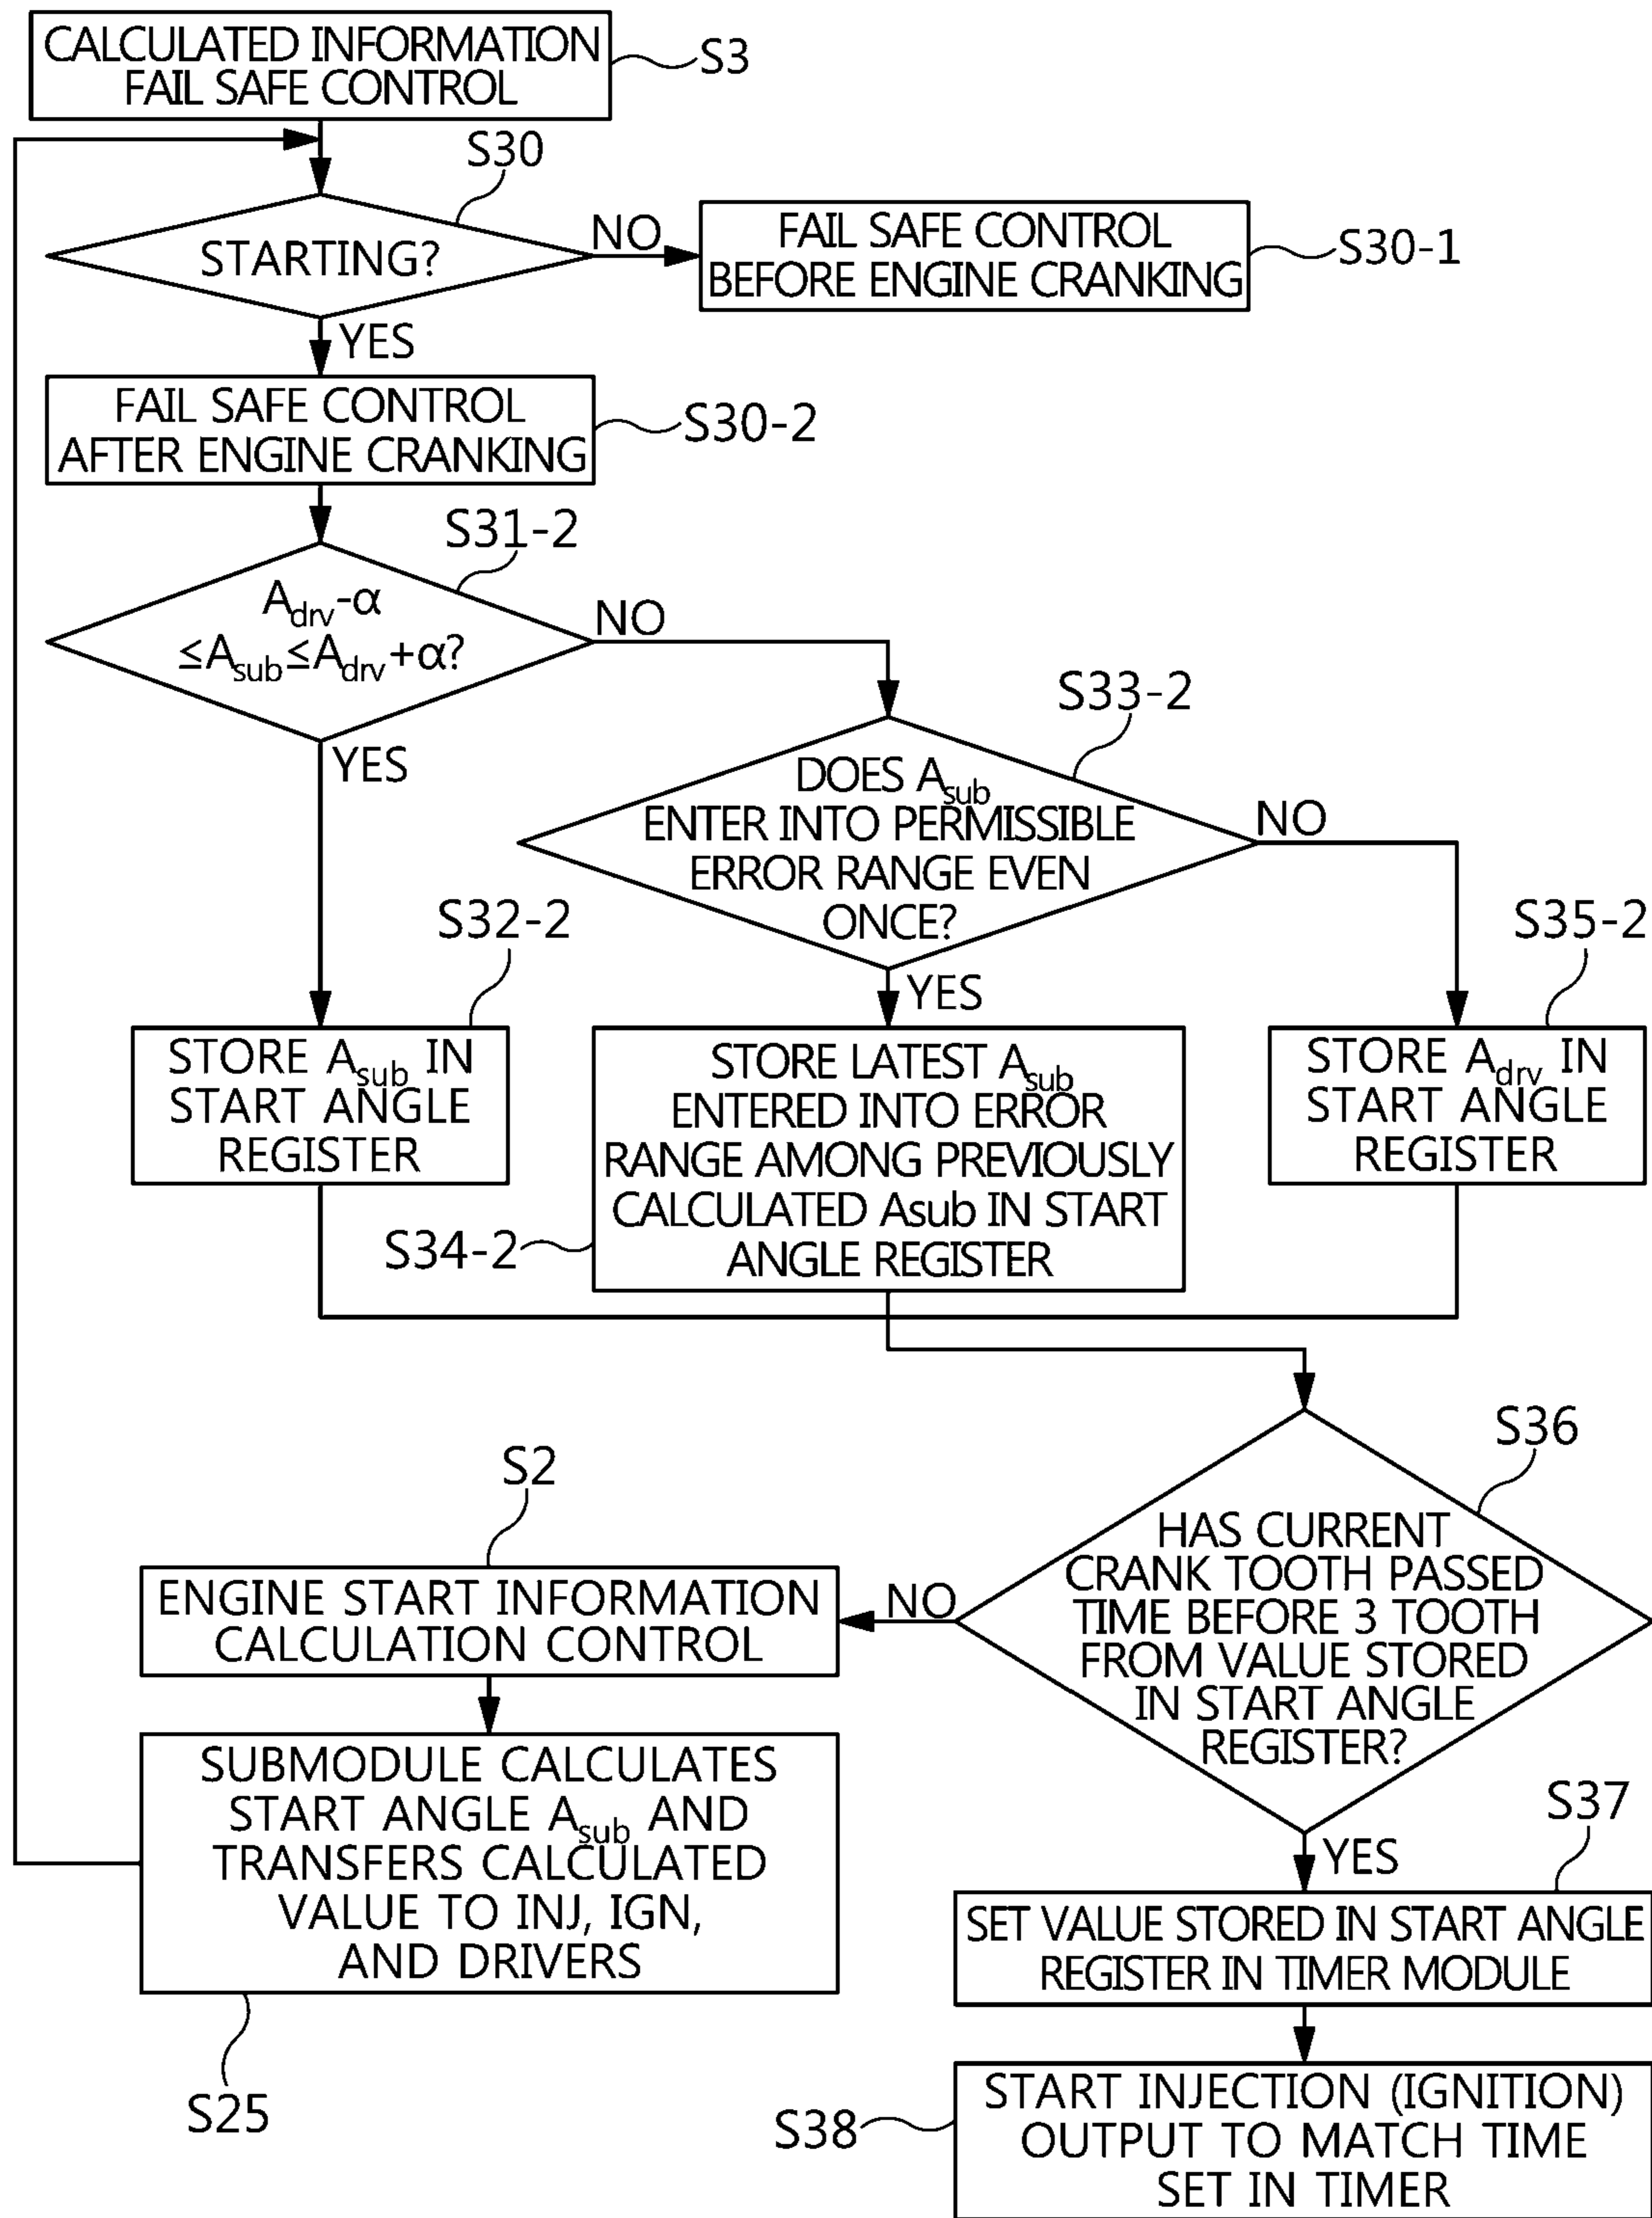 CALCULATED INFORMATION
FAIL SAFE CONTROL
S3
S30
STARTING?
NO
FAIL SAFE CONTROL
BEFORE ENGINE CRANKING
S30-1
YES
FAIL SAFE CONTROL
AFTER ENGINE CRANKING
S30-2
S31-2
Adrv-α
≤Asub≤Adrv+α?
NO
YES
S33-2
DOES Asub
ENTER INTO PERMISSIBLE
ERROR RANGE EVEN
ONCE?
NO
YES
S32-2
STORE Asub IN
START ANGLE
REGISTER
STORE LATEST Asub
ENTERED INTO ERROR
RANGE AMONG PREVIOUSLY
CALCULATED Asub IN START
ANGLE REGISTER
S34-2
S35-2
STORE Adrv IN
START ANGLE
REGISTER
S36
HAS CURRENT
CRANK TOOTH PASSED
TIME BEFORE 3 TOOTH
FROM VALUE STORED
IN START ANGLE
REGISTER?
NO
S2
ENGINE START INFORMATION
CALCULATION CONTROL
SUBMODULE CALCULATES
START ANGLE Asub AND
TRANSFERS CALCULATED
VALUE TO INJ, IGN,
AND DRIVERS
S25
YES
S37
SET VALUE STORED IN START ANGLE
REGISTER IN TIMER MODULE
S38
START INJECTION (IGNITION)
OUTPUT TO MATCH TIME
SET IN TIMER